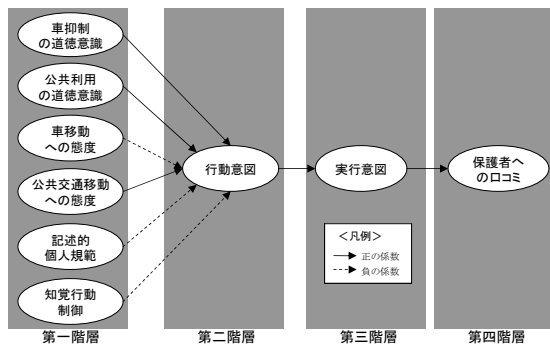 車抑制
の道徳意識
公共利用
の道徳意識
車移動
への態度
公共交通移動
への態度
記述的
個人規範
知覚行動
制御
行動意図
実行意図
保護者へ
の口コミ
＜凡例＞
正の係数
負の係数
第一階層
第二階層
第三階層
第四階層